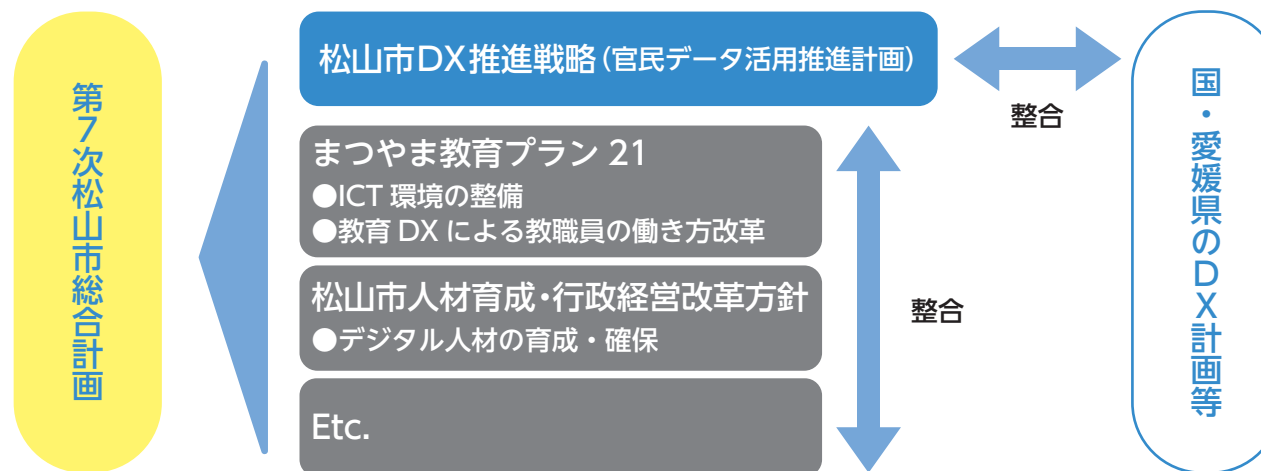 第7次松山市総合計画
松山市DX推進戦略(官民データ活用推進計画)
整合
まつやま教育プラン 21
●ICT 環境の整備
●教育 DX による教職員の働き方改革
松山市人材育成・行政経営改革方針
●デジタル人材の育成・確保
Etc.
整合
国・愛媛県のDX計画等